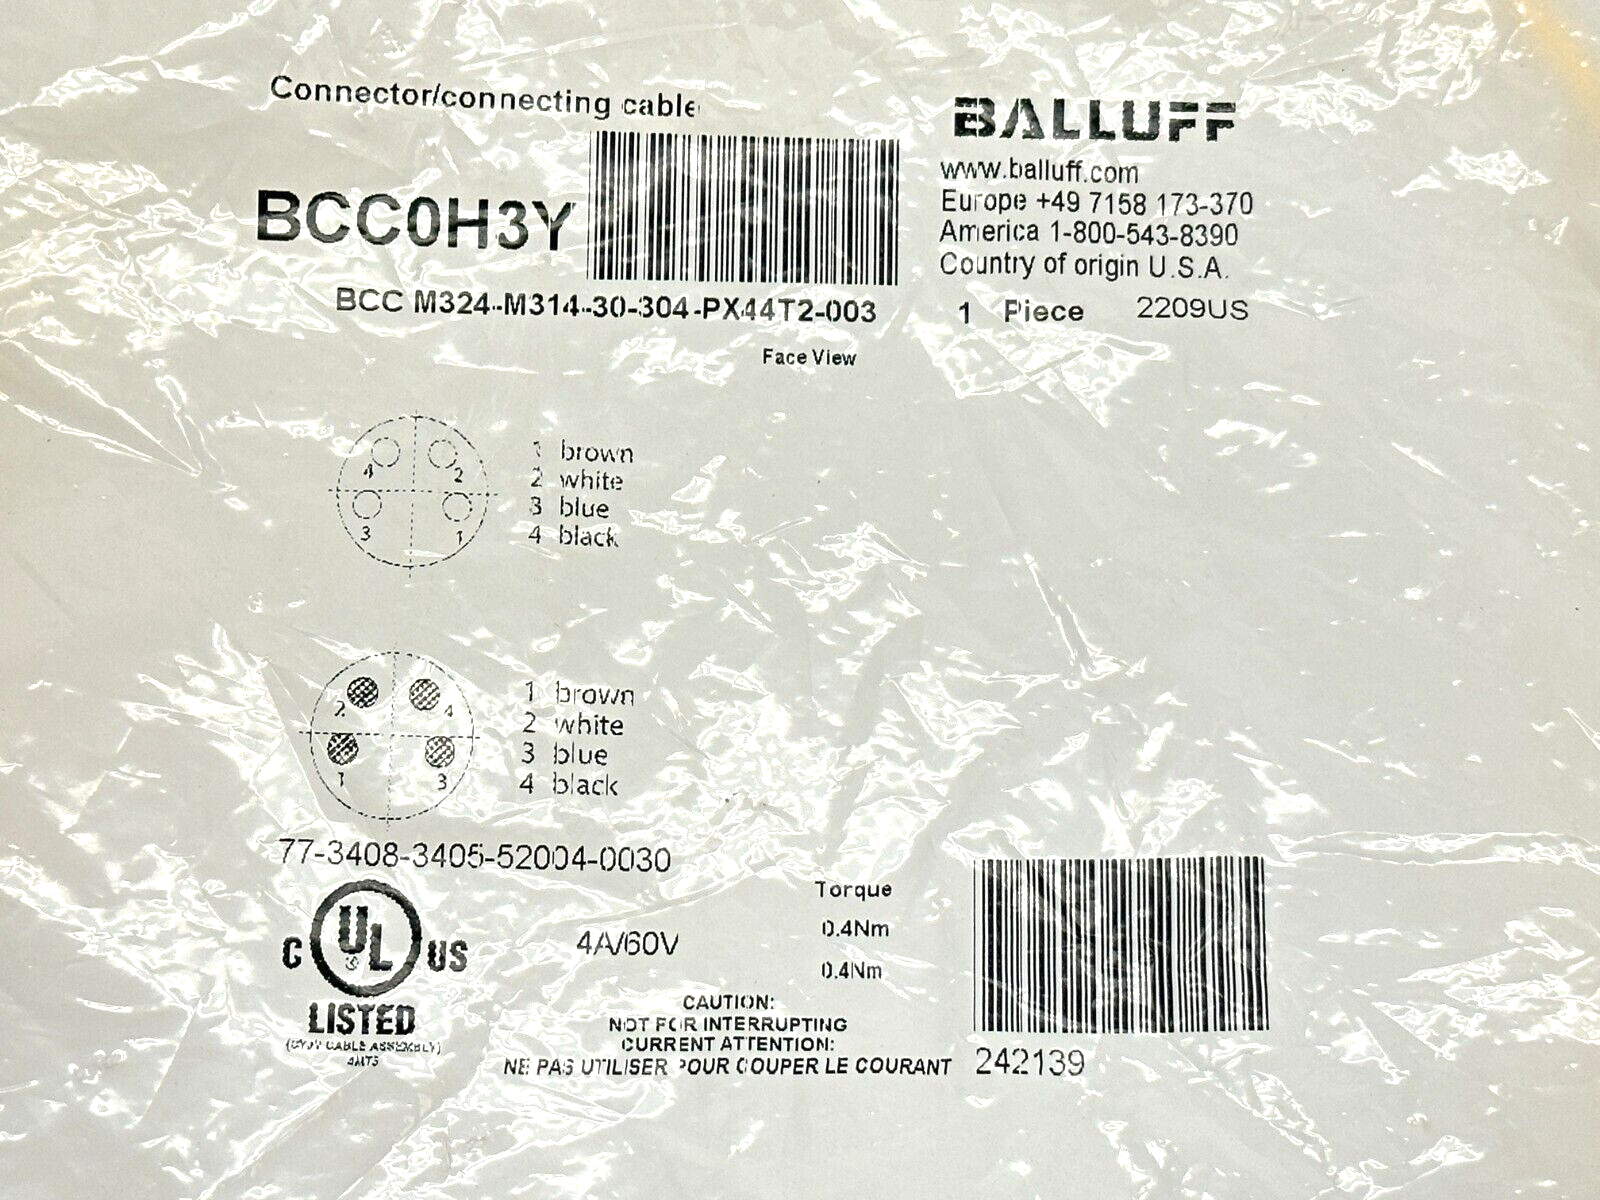 Connector/connecting cable
BALLUFF
BCC0H3Y
www.balluff.com
Europe +49 7158 173-370
America 1-800-543-8390
Country of origin U.S.A.
BCC M324-M314-30-304-PX44T2-003
1 Piece 2209US
Face View
4 2
3 1
1 brown
2 white
3 blue
4 black
2 4
1 3
1 brown
2 white
3 blue
4 black
77-3408-3405-52004-0030
C UL US
LISTED
CABLE ASSEMBLY)
4A/60V
Torque
0.4Nm
0.4Nm
CAUTION:
NOT FOR INTERRUPTING
CURRENT ATTENTION:
NE PAS UTILISER POUR COUPER LE COURANT
242139